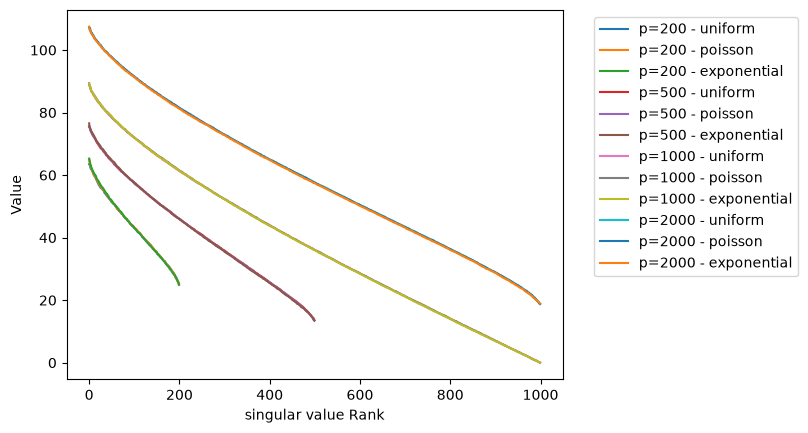 100
80
60
40
20
0
Value
0 200 400 600 800 1000
singular value Rank
p=200 - uniform
p=200 - poisson
p=200 - exponential
p=500 - uniform
p=500 - poisson
p=500 - exponential
p=1000 - uniform
p=1000 - poisson
p=1000 - exponential
p=2000 - uniform
p=2000 - poisson
p=2000 - exponential